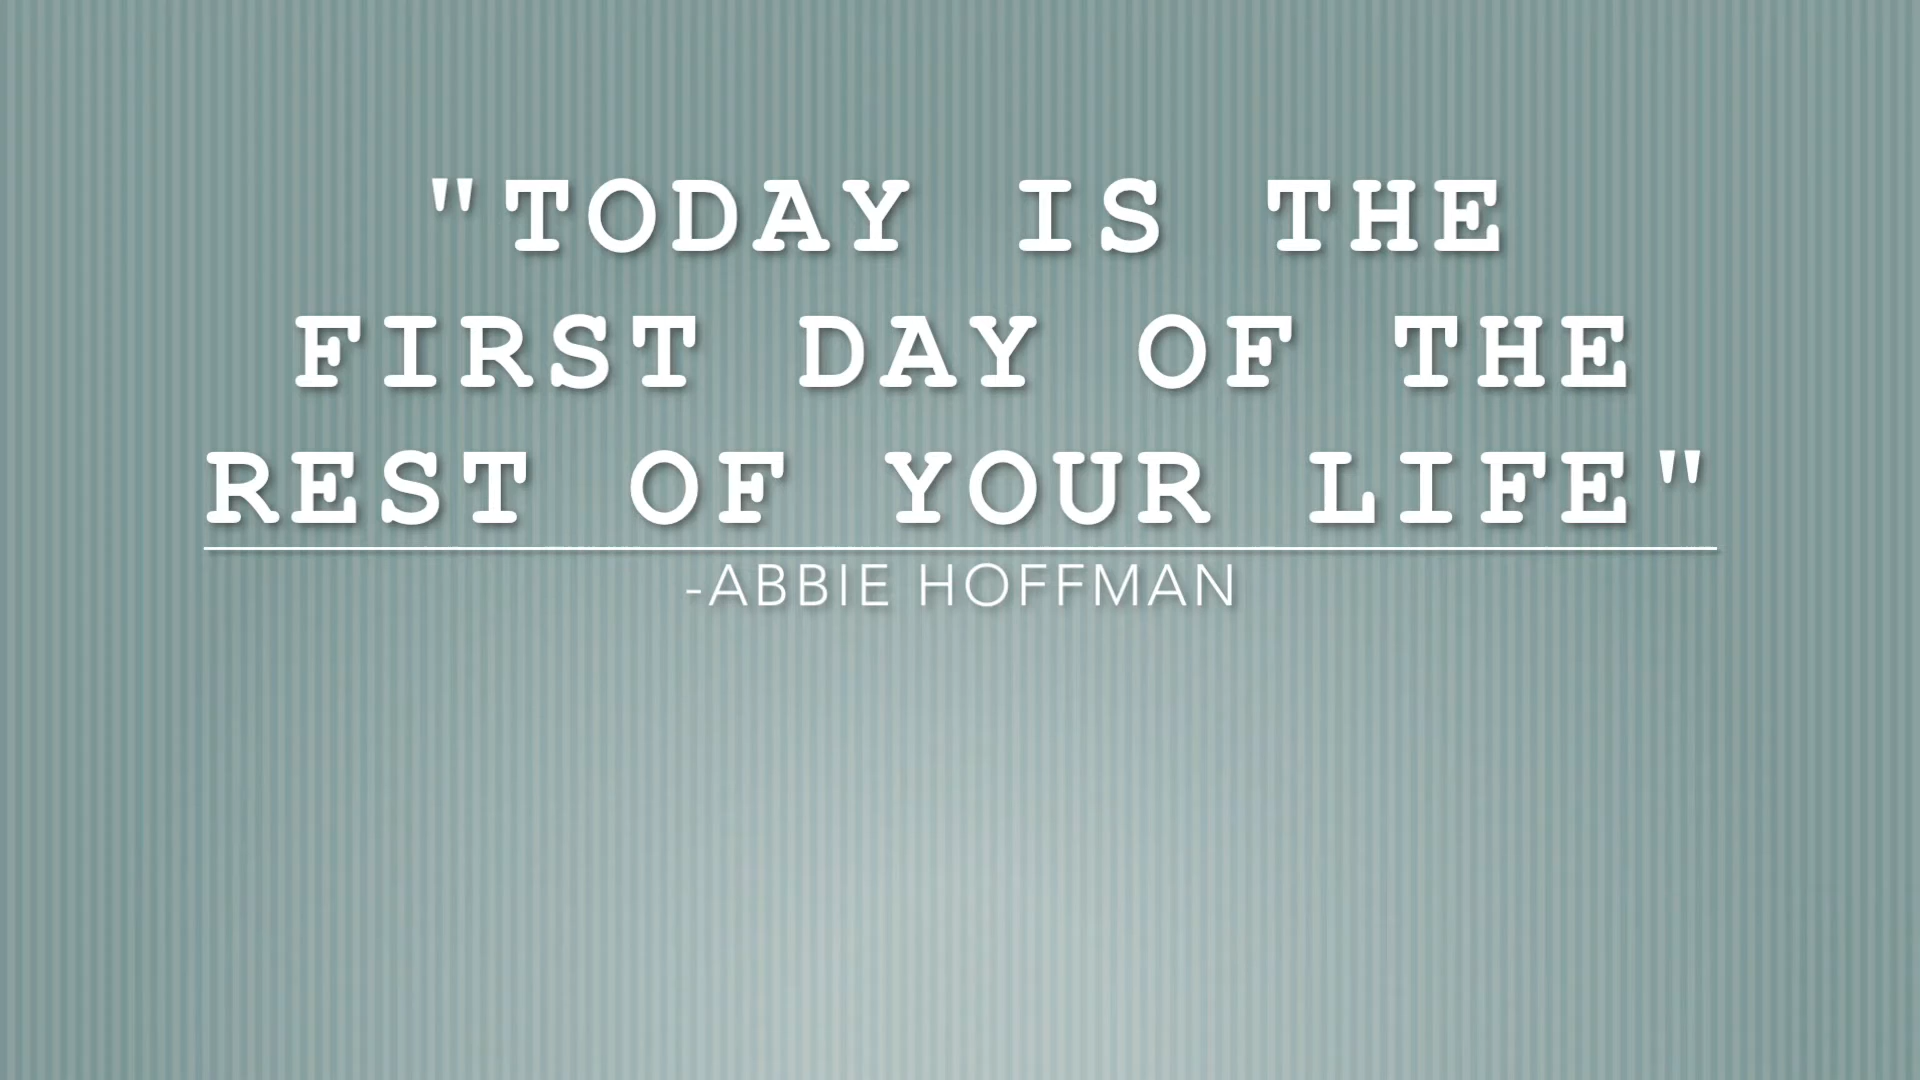 "TODAY IS THE
FIRST DAY OF THE
REST OF YOUR LIFE"
-ABBIE HOFFMAN